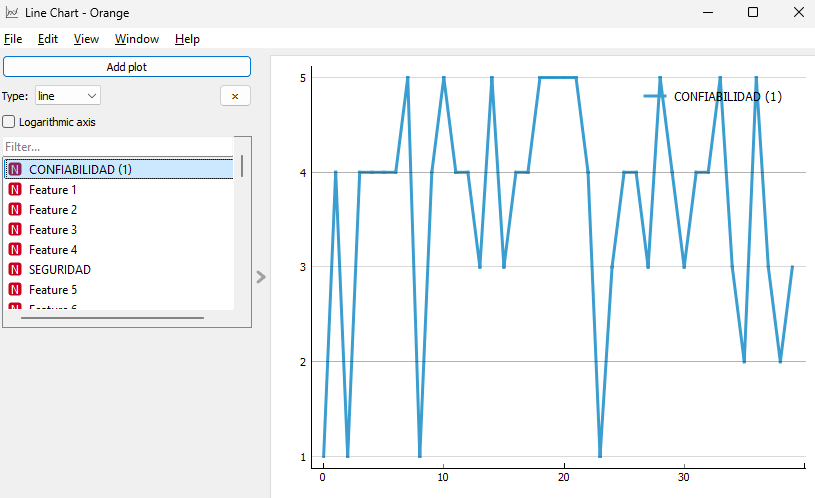 Line Chart - Orange
File Edit View Window Help
Add plot
Type: line
Logarithmic axis
Filter...
N CONFIABILIDAD (1)
N Feature 1
N Feature 2
N Feature 3
N Feature 4
N SEGURIDAD
N Feature 5
CONFIABILIDAD (1)
5
4
3
2
1
0 10 20 30